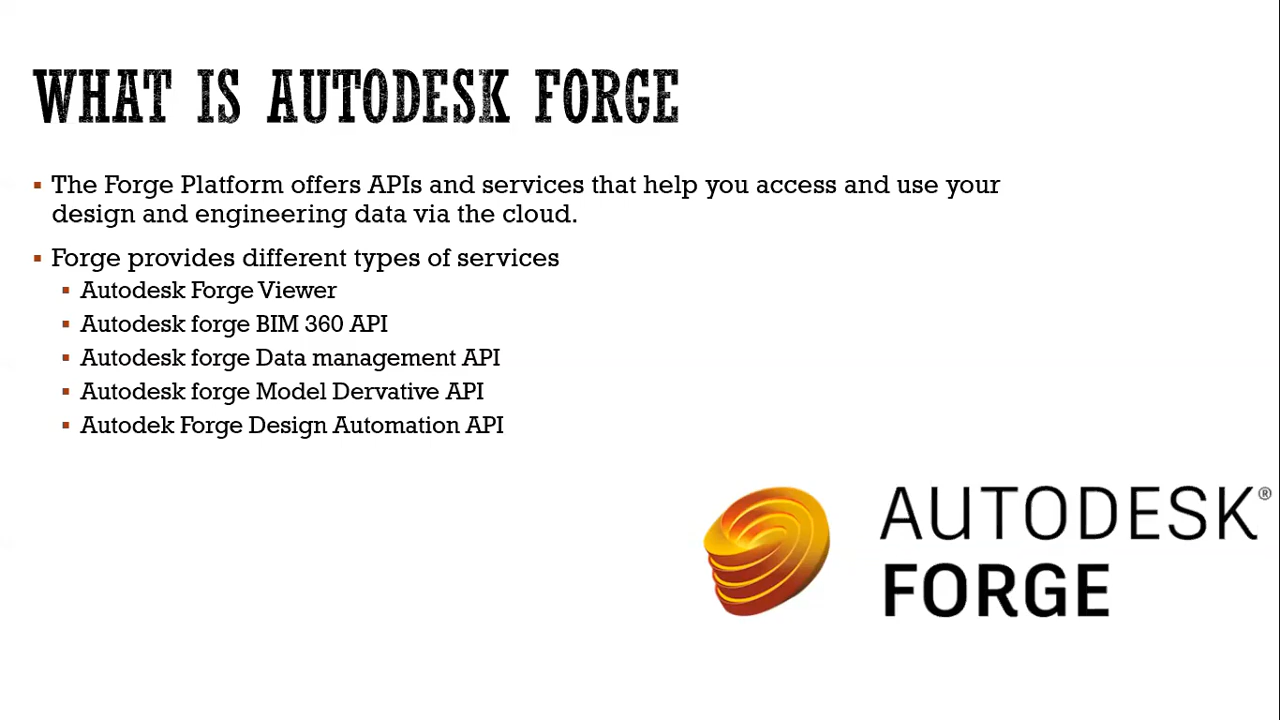 WHAT IS AUTODESK FORGE
▪ The Forge Platform offers APIs and services that help you access and use your
design and engineering data via the cloud.
▪ Forge provides different types of services
▪ Autodesk Forge Viewer
▪ Autodesk forge BIM 360 API
▪ Autodesk forge Data management API
▪ Autodesk forge Model Dervative API
▪ Autodek Forge Design Automation API
AUTODESK®
FORGE